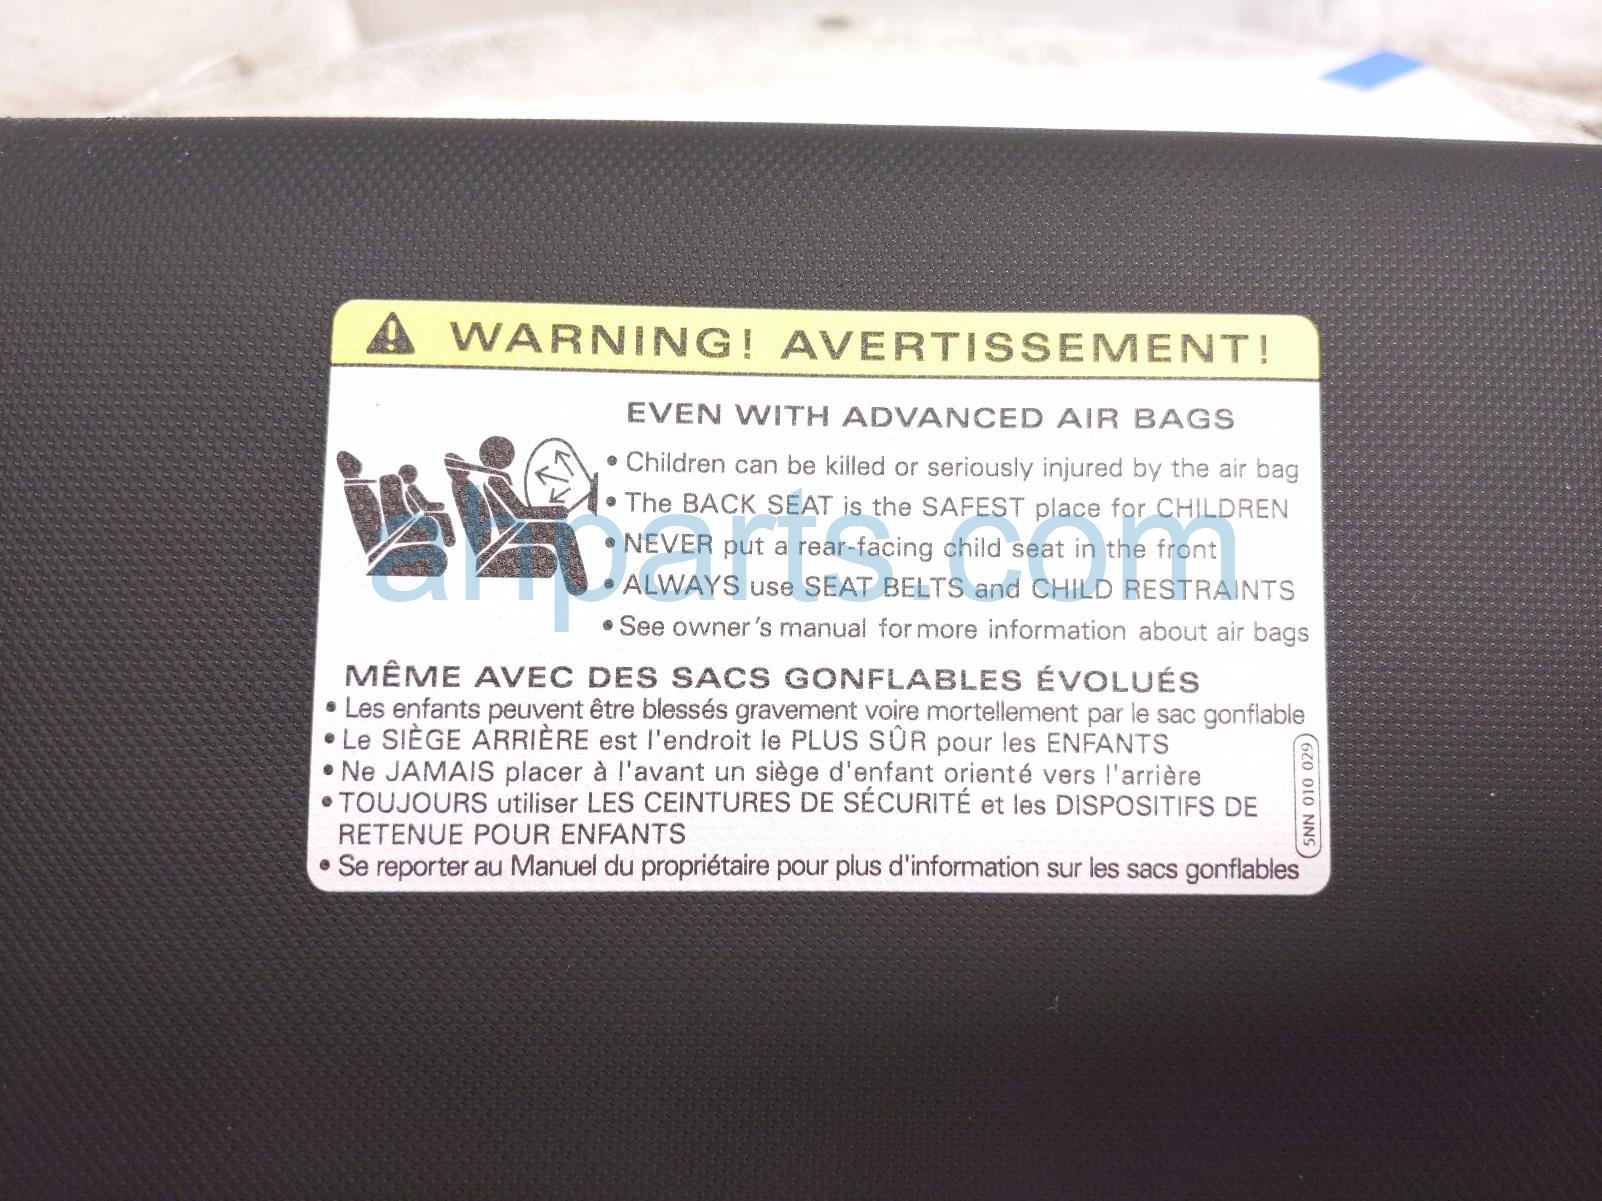 WARNING! AVERTISSEMENT!
EVEN WITH ADVANCED AIR BAGS
• Children can be killed or seriously injured by the air bag
• The BACK SEAT is the SAFEST place for CHILDREN
• NEVER put a rear-facing child seat in the front
• ALWAYS use SEAT BELTS and CHILD RESTRAINTS
• See owner's manual for more information about air bags
MÊME AVEC DES SACS GONFLABLES ÉVOLUÉS
• Les enfants peuvent être blessés gravement voire mortellement par le sac gonflable
• Le SIÈGE ARRIÈRE est l'endroit le PLUS SÛR pour les ENFANTS
• Ne JAMAIS placer à l'avant un siège d'enfant orienté vers l'arrière
• TOUJOURS utiliser LES CEINTURES DE SÉCURITÉ et les DISPOSITIFS DE
RETENUE POUR ENFANTS
• Se reporter au Manuel du propriétaire pour plus d'information sur les sacs gonflables
5NN 010 029
ahparts.com